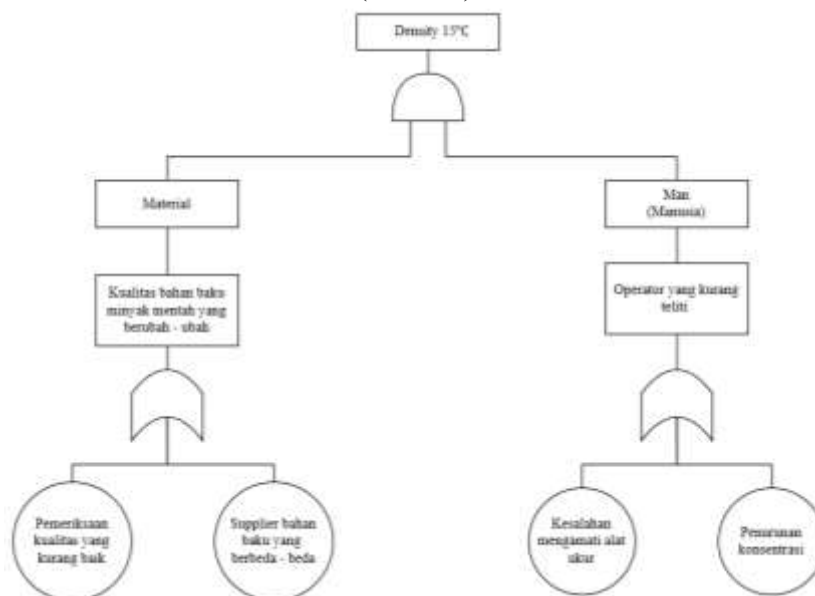 Density 15°C
Material
Man
(Manusia)
Kualitas bahan baku
minyak mentah yang
berubah - ubah
Operator yang kurang
teliti
Pemeriksaan
kualitas yang
kurang baik
Supplier bahan
baku yang
berbeda - beda
Kesalahan
mengamati alat
ukur
Penurunan
konsentrasi